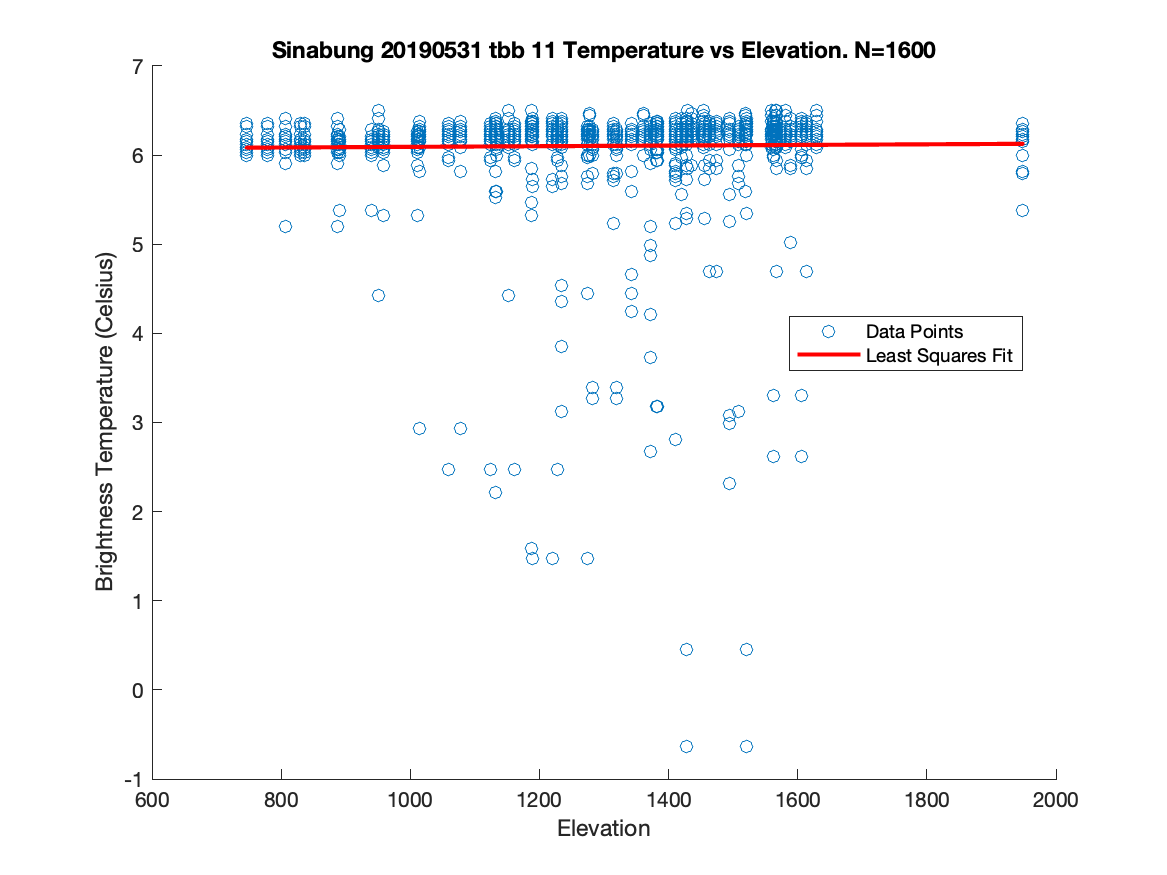 Sinabung 20190531 tbb 11 Temperature vs Elevation. N=1600
7
6
5
4
3
2
1
0
-1
Brightness Temperature (Celsius)
Data Points
Least Squares Fit
600 800 1000 1200 1400 1600 1800 2000
Elevation